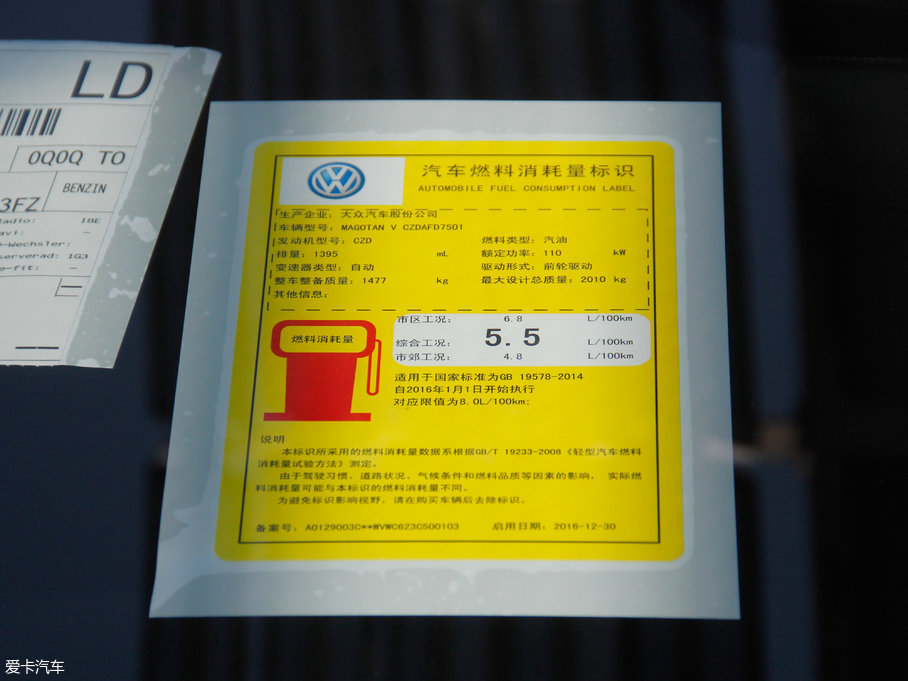 LD
0Q0Q TO
3FZ
BENZIN
adio: I8E
avi: —
-Wechsler:
serverad: 1G3
e-fit: —
汽车燃料消耗量标识
AUTOMOBILE FUEL CONSUMPTION LABEL
生产企业: 大众汽车股份公司
车辆型号: MAGOTAN V CZDAFD7501
发动机型号: CZD 燃料类型: 汽油
排量: 1395 mL 额定功率: 110 kW
变速器类型: 自动 驱动形式: 前轮驱动
整车整备质量: 1477 kg 最大设计总质量: 2010 kg
其他信息:
燃料消耗量
市区工况: 6.8 L/100km
综合工况: 5.5 L/100km
市郊工况: 4.8 L/100km
适用于国家标准为GB 19578-2014
自2016年1月1日开始执行
对应限值为8.0L/100km;
说明
本标识所采用的燃料消耗量数据系根据GB/T 19233-2008《轻型汽车燃料
消耗量试验方法》测定。
由于驾驶习惯、道路状况、气候条件和燃料品质等因素的影响, 实际燃
料消耗量可能与本标识的燃料消耗量不同。
为避免标识影响视野, 请在购买车辆后去除标识。
备案号: A0129003C**WVWC623C500103 启用日期: 2016-12-30
爱卡汽车